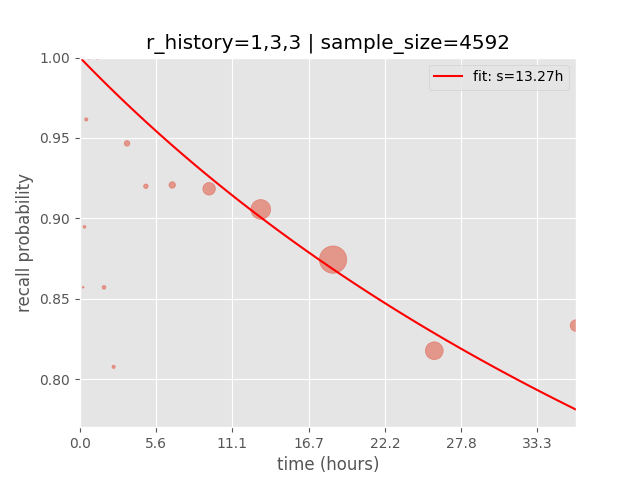 r_history=1,3,3 | sample_size=4592
fit: s=13.27h
1.00
0.95
0.90
0.85
0.80
recall probability
0.0 5.6 11.1 16.7 22.2 27.8 33.3
time (hours)